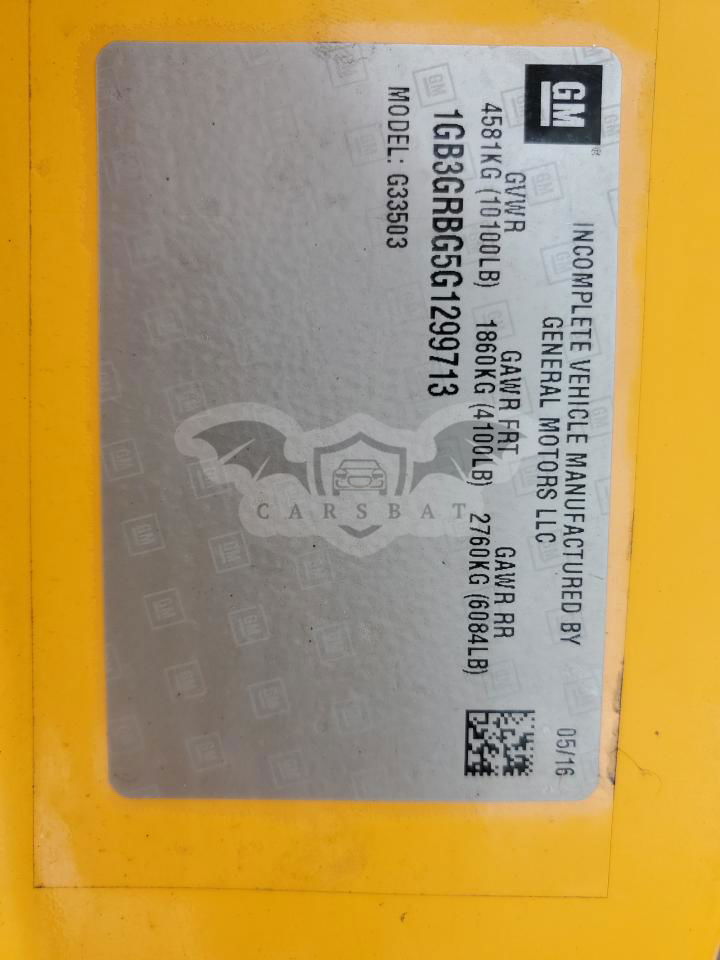 GM
INCOMPLETE VEHICLE MANUFACTURED BY
GENERAL MOTORS LLC
05/16
GVWR GAWR FRT GAWR RR
4581KG (10100LB) 1860KG (4100LB) 2760KG (6084LB)
1GB3GRBG5G1299713
MODEL: G33503
CARSBAT